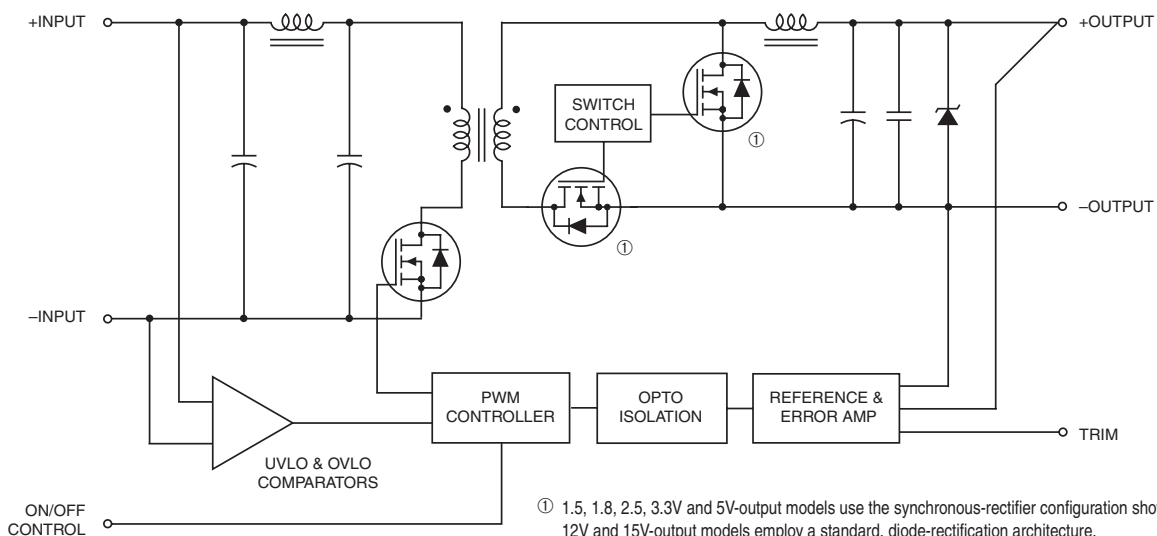 +INPUT
+OUTPUT
SWITCH
CONTROL
①
–OUTPUT
①
–INPUT
PWM
CONTROLLER
OPTO
ISOLATION
REFERENCE &
ERROR AMP
TRIM
UVLO & OVLO
COMPARATORS
ON/OFF
CONTROL
① 1.5, 1.8, 2.5, 3.3V and 5V-output models use the synchronous-rectifier configuration sho
12V and 15V-output models employ a standard, diode-rectification architecture.